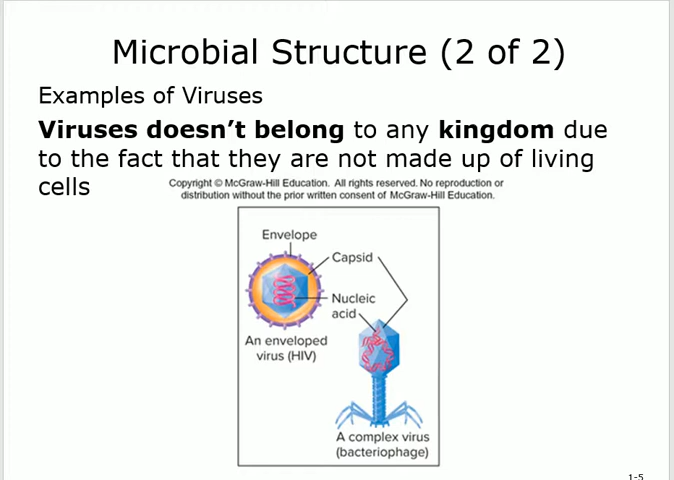 Microbial Structure (2 of 2)
Examples of Viruses
Viruses doesn't belong to any kingdom due
to the fact that they are not made up of living
cells
Copyright © McGraw-Hill Education. All rights reserved. No reproduction or
distribution without the prior written consent of McGraw-Hill Education.
Envelope
Capsid
Nucleic
acid
An enveloped
virus (HIV)
A complex virus
(bacteriophage)
1-5